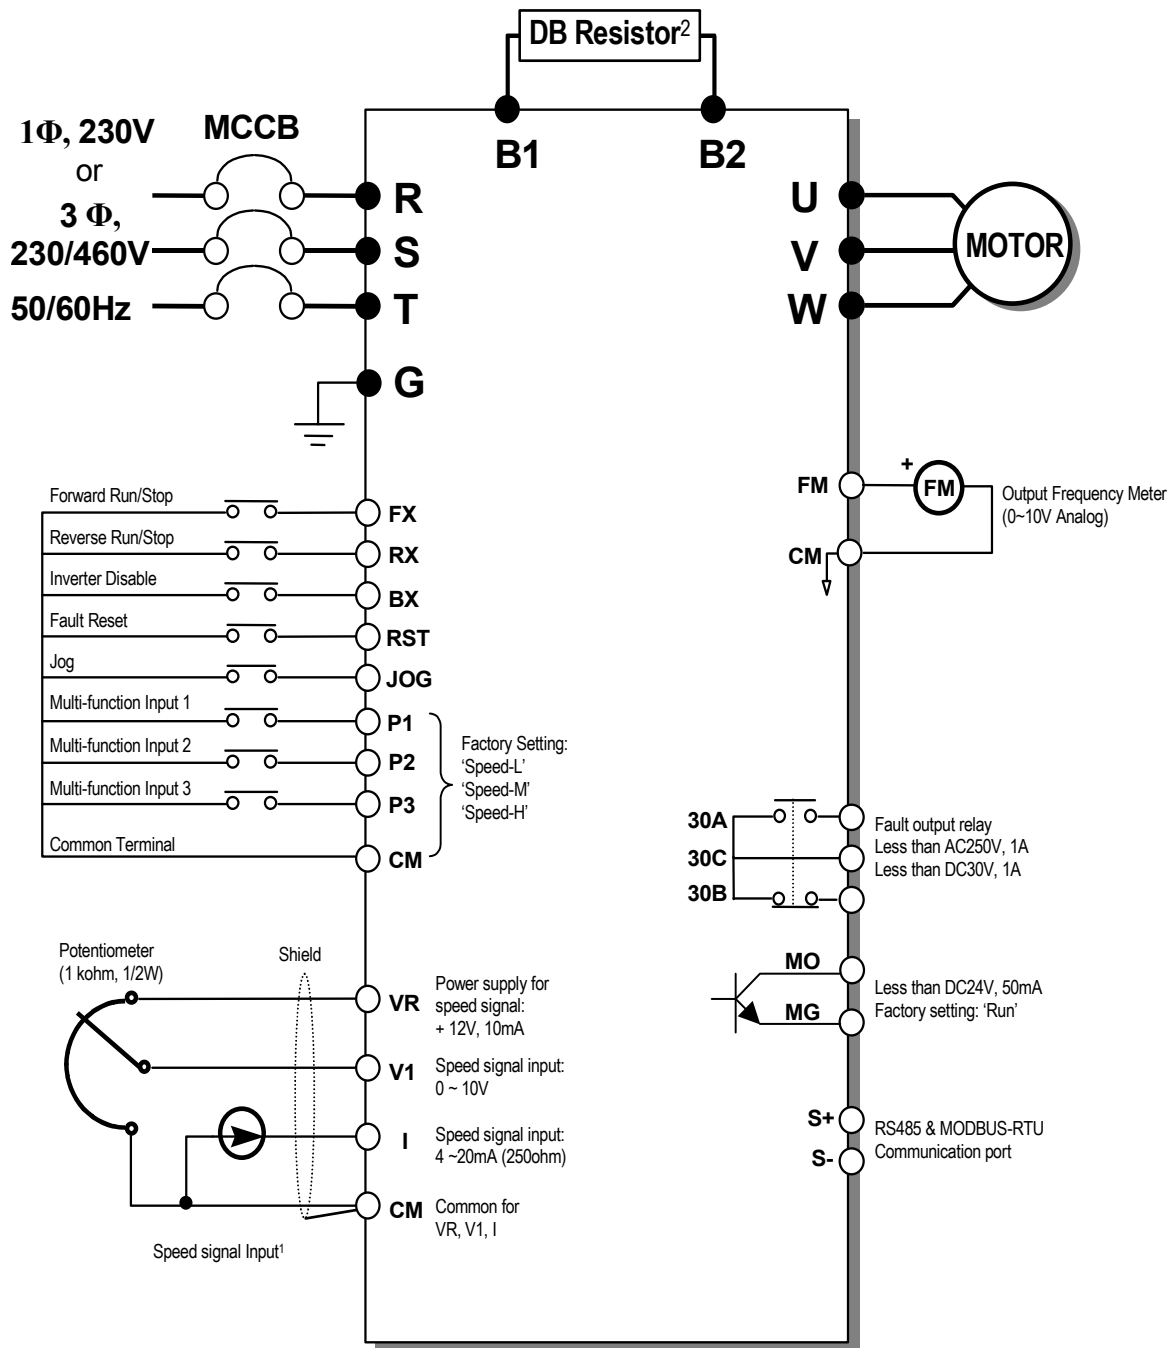 DB Resistor²
B1
B2
1Φ, 230V
or
3 Φ,
230/460V
50/60Hz
MCCB
R
S
T
G
U
V
W
MOTOR
FM
+
FM
Output Frequency Meter
(0~10V Analog)
CM
Forward Run/Stop
FX
Reverse Run/Stop
RX
Inverter Disable
BX
Fault Reset
RST
Jog
JOG
Multi-function Input 1
P1
Multi-function Input 2
P2
Multi-function Input 3
P3
Common Terminal
CM
Factory Setting:
‘Speed-L’
‘Speed-M’
‘Speed-H’
30A
30C
30B
Fault output relay
Less than AC250V, 1A
Less than DC30V, 1A
Potentiometer
(1 kohm, 1/2W)
Shield
VR
Power supply for
speed signal:
+ 12V, 10mA
V1
Speed signal input:
0 ~ 10V
I
Speed signal input:
4 ~20mA (250ohm)
CM
Common for
VR, V1, I
Speed signal Input¹
MO
MG
Less than DC24V, 50mA
Factory setting: ‘Run’
S+
S-
RS485 & MODBUS-RTU
Communication port